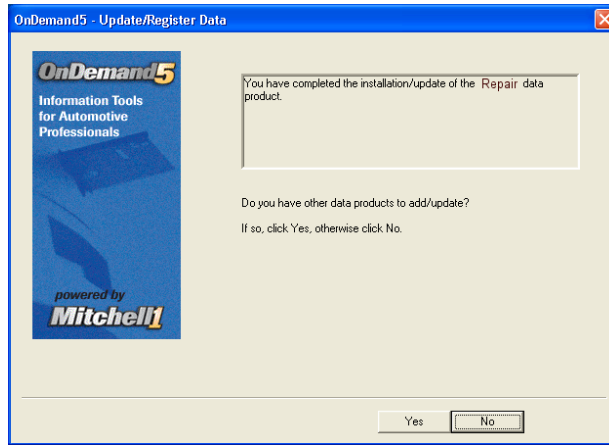 OnDemand5 - Update/Register Data
OnDemand5
Information Tools
for Automotive
Professionals
powered by
Mitchell1
You have completed the installation/update of the Repair data
product.
Do you have other data products to add/update?
If so, click Yes, otherwise click No.
Yes
No